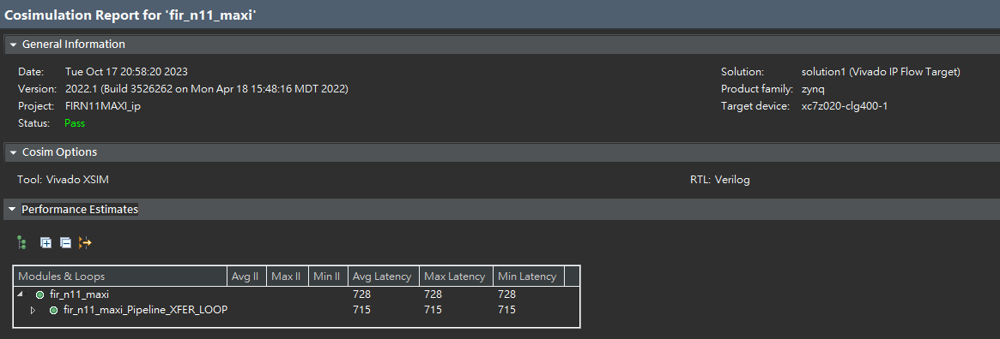 Cosimulation Report for 'fir_n11_maxi'
General Information
Date: Tue Oct 17 20:58:20 2023 Solution: solution1 (Vivado IP Flow Target)
Version: 2022.1 (Build 3526262 on Mon Apr 18 15:48:16 MDT 2022) Product family: zynq
Project: FIRN11MAXI_ip Target device: xc7z020-clg400-1
Status: Pass
Cosim Options
Tool: Vivado XSIM RTL: Verilog
Performance Estimates
Modules & Loops Avg II Max II Min II Avg Latency Max Latency Min Latency
fir_n11_maxi 728 728 728
fir_n11_maxi_Pipeline_XFER_LOOP 715 715 715